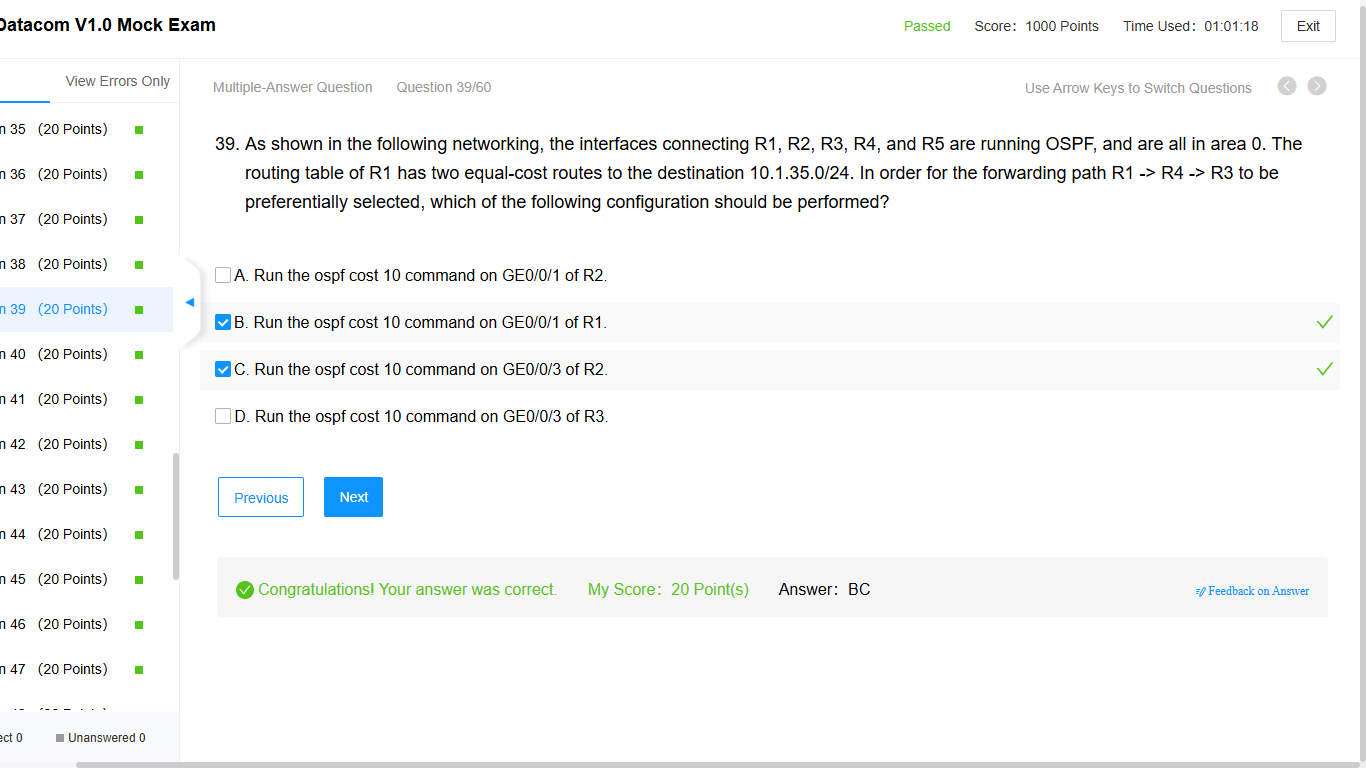 Datacom V1.0 Mock Exam
Passed Score：1000 Points Time Used：01:01:18 Exit
View Errors Only
Multiple-Answer Question Question 39/60 Use Arrow Keys to Switch Questions
n 35 (20 Points)
n 36 (20 Points)
n 37 (20 Points)
n 38 (20 Points)
n 39 (20 Points)
n 40 (20 Points)
n 41 (20 Points)
n 42 (20 Points)
n 43 (20 Points)
n 44 (20 Points)
n 45 (20 Points)
n 46 (20 Points)
n 47 (20 Points)
ect 0 Unanswered 0
39. As shown in the following networking, the interfaces connecting R1, R2, R3, R4, and R5 are running OSPF, and are all in area 0. The
routing table of R1 has two equal-cost routes to the destination 10.1.35.0/24. In order for the forwarding path R1 -> R4 -> R3 to be
preferentially selected, which of the following configuration should be performed?
A. Run the ospf cost 10 command on GE0/0/1 of R2.
B. Run the ospf cost 10 command on GE0/0/1 of R1.
C. Run the ospf cost 10 command on GE0/0/3 of R2.
D. Run the ospf cost 10 command on GE0/0/3 of R3.
Previous Next
Congratulations! Your answer was correct. My Score：20 Point(s) Answer：BC Feedback on Answer